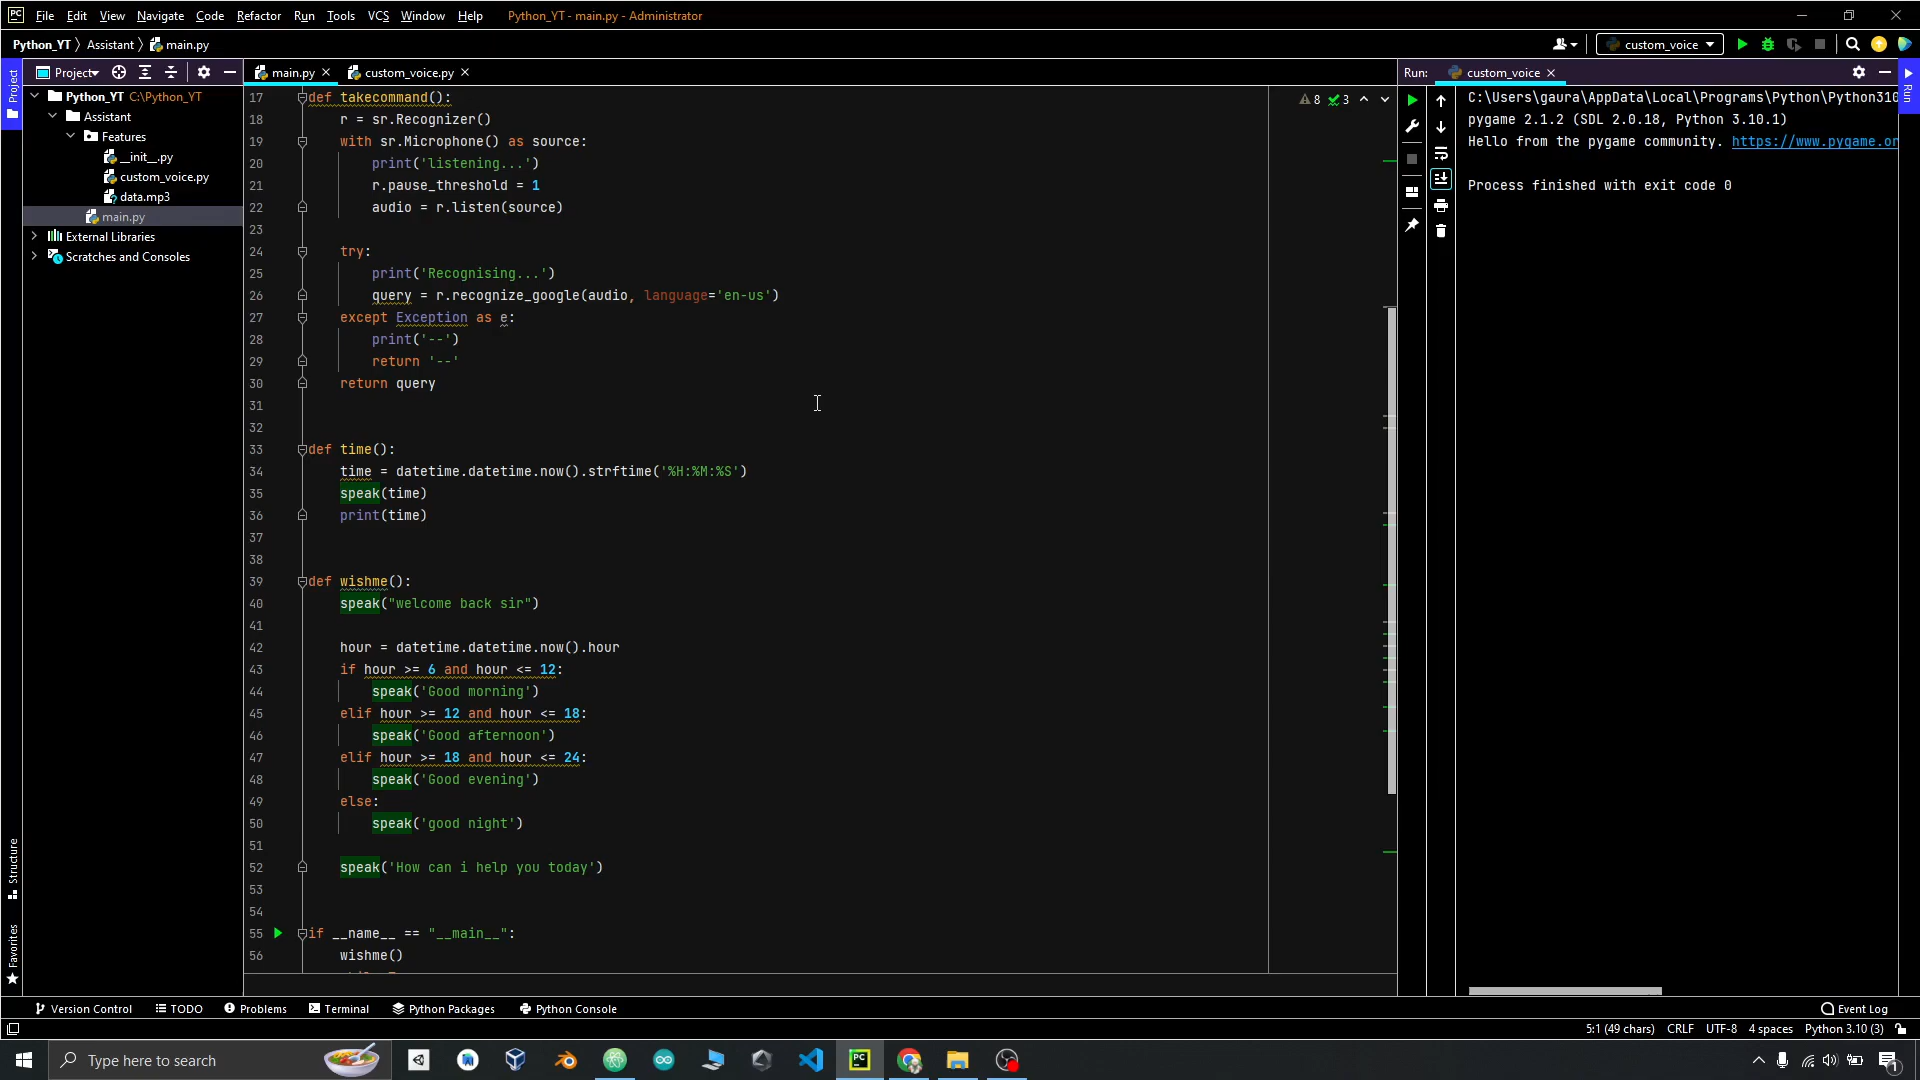 PC File Edit View Navigate Code Refactor Run Tools VCS Window Help Python_YT - main.py - Administrator
Python_YT Assistant main.py custom_voice
Project Project main.py custom_voice.py Run: custom_voice
Python_YT C:\Python_YT
Assistant
Features
__init__.py
custom_voice.py
data.mp3
main.py
External Libraries
Scratches and Consoles
17 def takecommand():
18 r = sr.Recognizer()
19 with sr.Microphone() as source:
20 print('listening...')
21 r.pause_threshold = 1
22 audio = r.listen(source)
23
24 try:
25 print('Recognising...')
26 query = r.recognize_google(audio, language='en-us')
27 except Exception as e:
28 print('--')
29 return '--'
30 return query
31
32
33 def time():
34 time = datetime.datetime.now().strftime('%H:%M:%S')
35 speak(time)
36 print(time)
37
38
39 def wishme():
40 speak("welcome back sir")
41
42 hour = datetime.datetime.now().hour
43 if hour >= 6 and hour <= 12:
44 speak('Good morning')
45 elif hour >= 12 and hour <= 18:
46 speak('Good afternoon')
47 elif hour >= 18 and hour <= 24:
48 speak('Good evening')
49 else:
50 speak('good night')
51
52 speak('How can i help you today')
53
54
55 if __name__ == "__main__":
56 wishme()
8 3
C:\Users\gaura\AppData\Local\Programs\Python\Python310
pygame 2.1.2 (SDL 2.0.18, Python 3.10.1)
Hello from the pygame community. https://www.pygame.or
Process finished with exit code 0
Run
Structure
Favorites
Version Control TODO Problems Terminal Python Packages Python Console Event Log
5:1 (49 chars) CRLF UTF-8 4 spaces Python 3.10 (3)
Type here to search PC 1